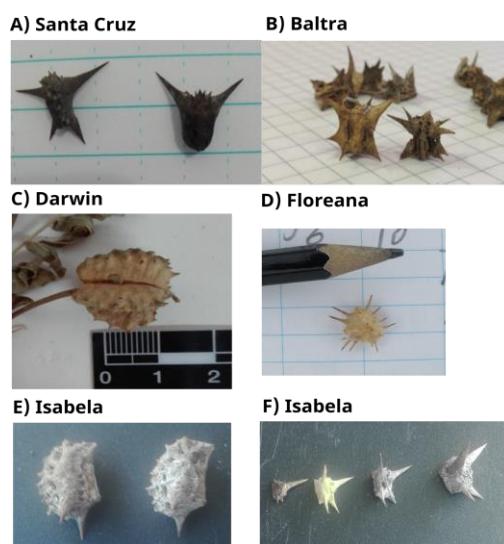 A) Santa Cruz
B) Baltra
C) Darwin
D) Floreana
0 1 2
E) Isabela
F) Isabela